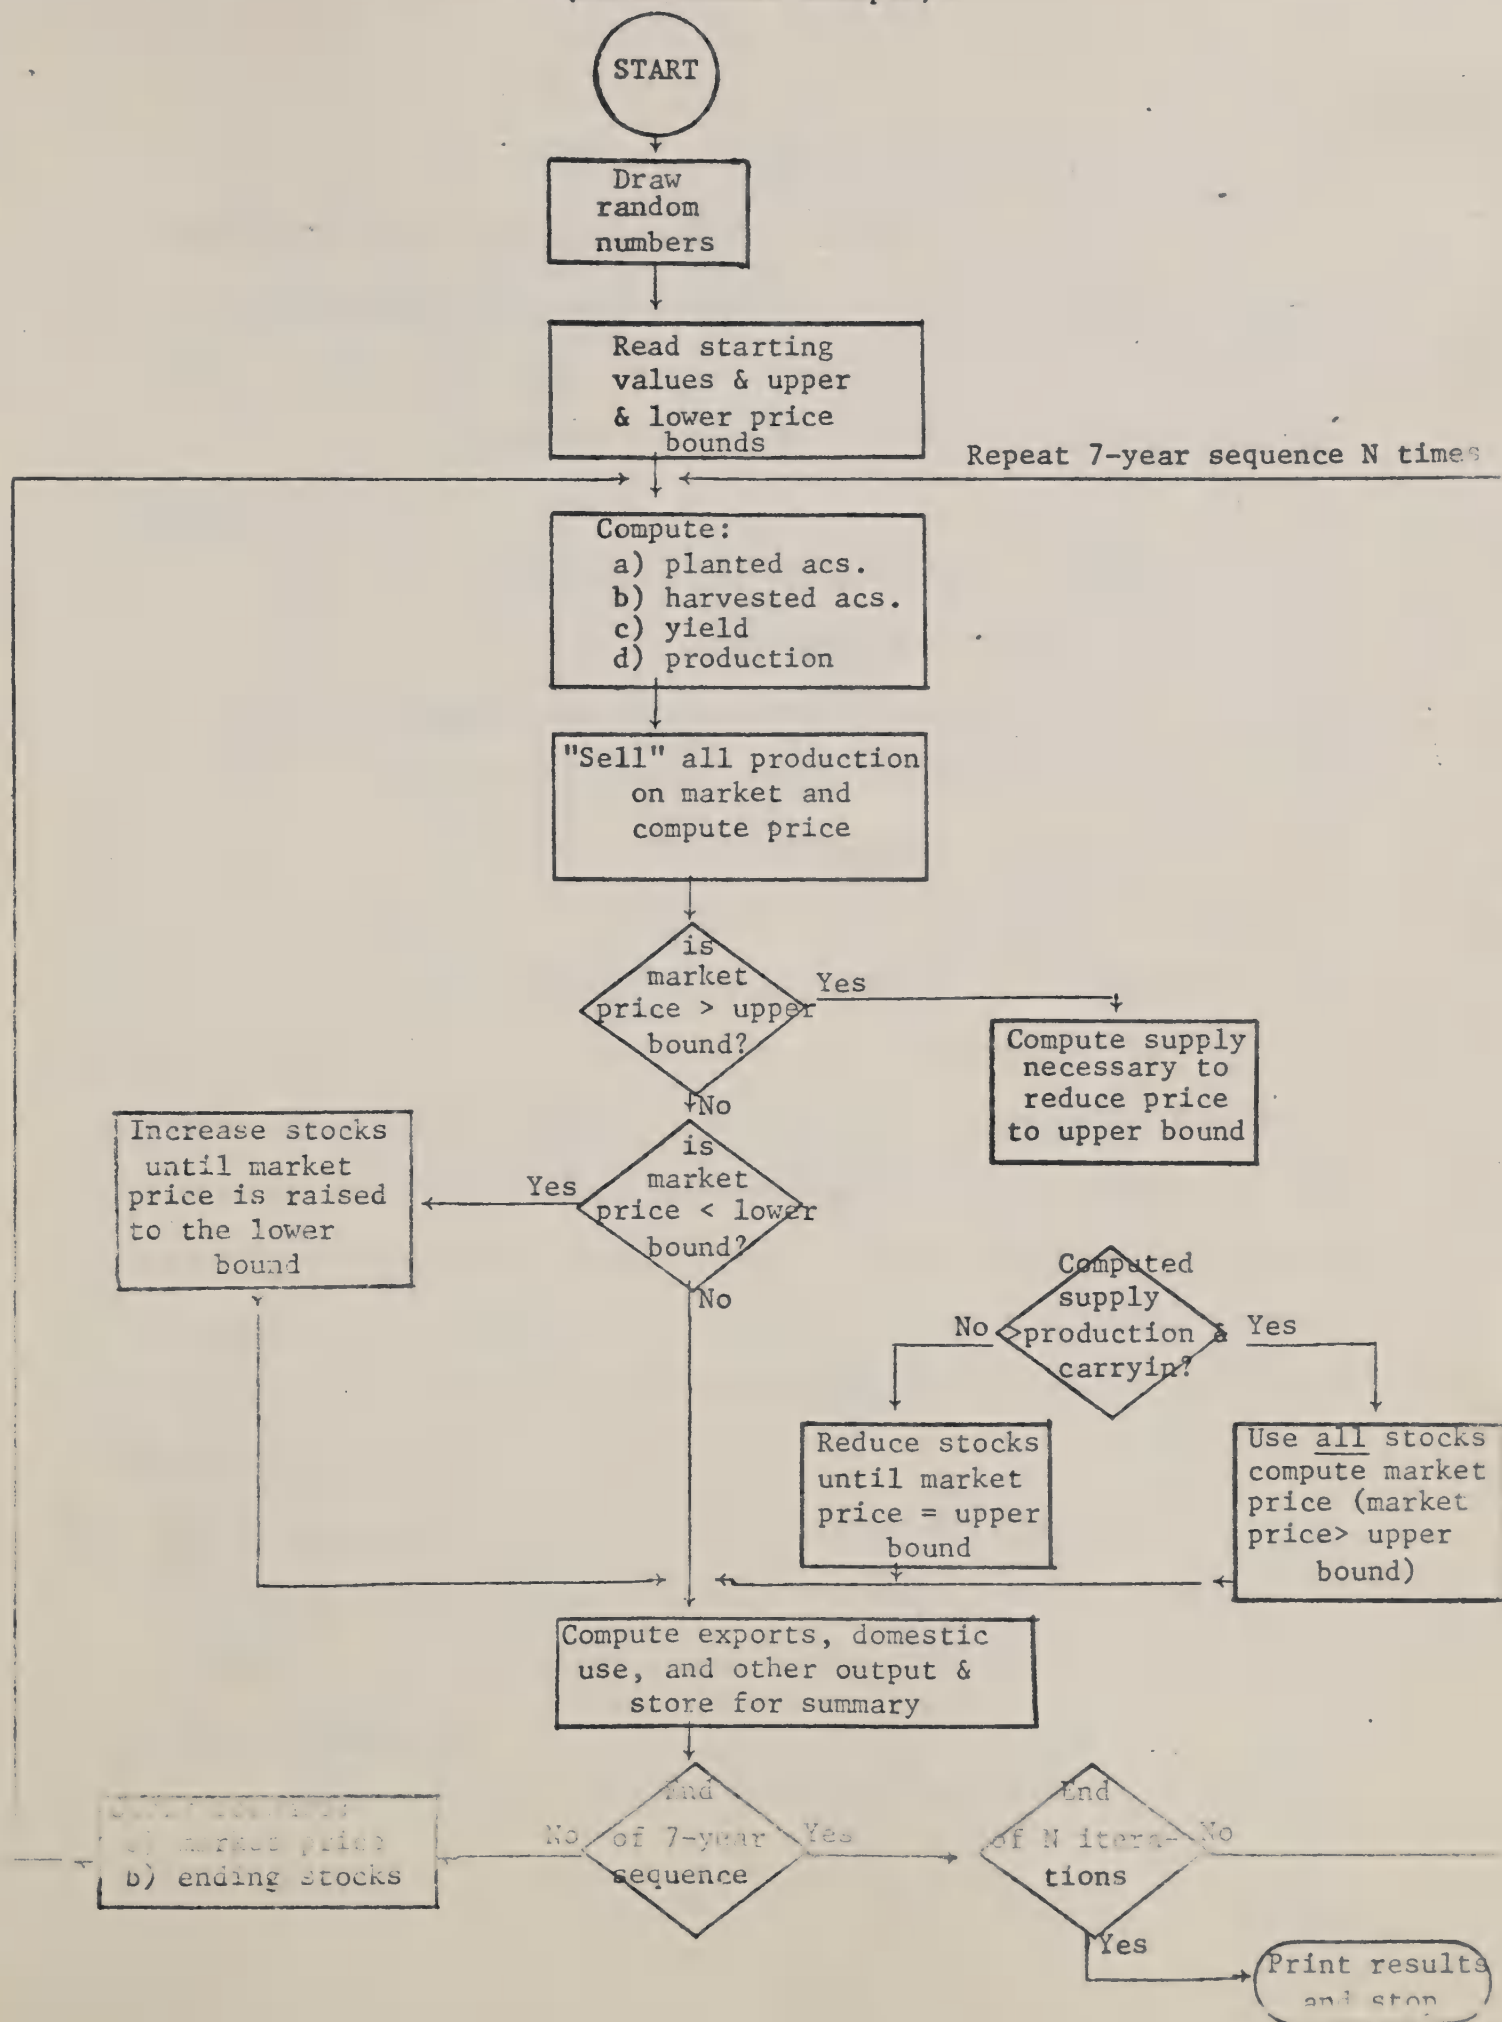 START
Draw
random
numbers
Read starting
values & upper
& lower price
bounds
Repeat 7-year sequence N times
Compute:
a) planted acs.
b) harvested acs.
c) yield
d) production
"Sell" all production
on market and
compute price
is
market
price > upper
bound?
Yes
No
Compute supply
necessary to
reduce price
to upper bound
Increase stocks
until market
price is raised
to the lower
bound
Yes
is
market
price < lower
bound?
No
Computed
supply
>production &
carryin?
No
Yes
Reduce stocks
until market
price = upper
bound
Use all stocks
compute market
price (market
price> upper
bound)
Compute exports, domestic
use, and other output &
store for summary
market price
b) ending stocks
No
End
of 7-year
sequence
Yes
End
of N itera-
tions
No
Yes
Print results
and stop